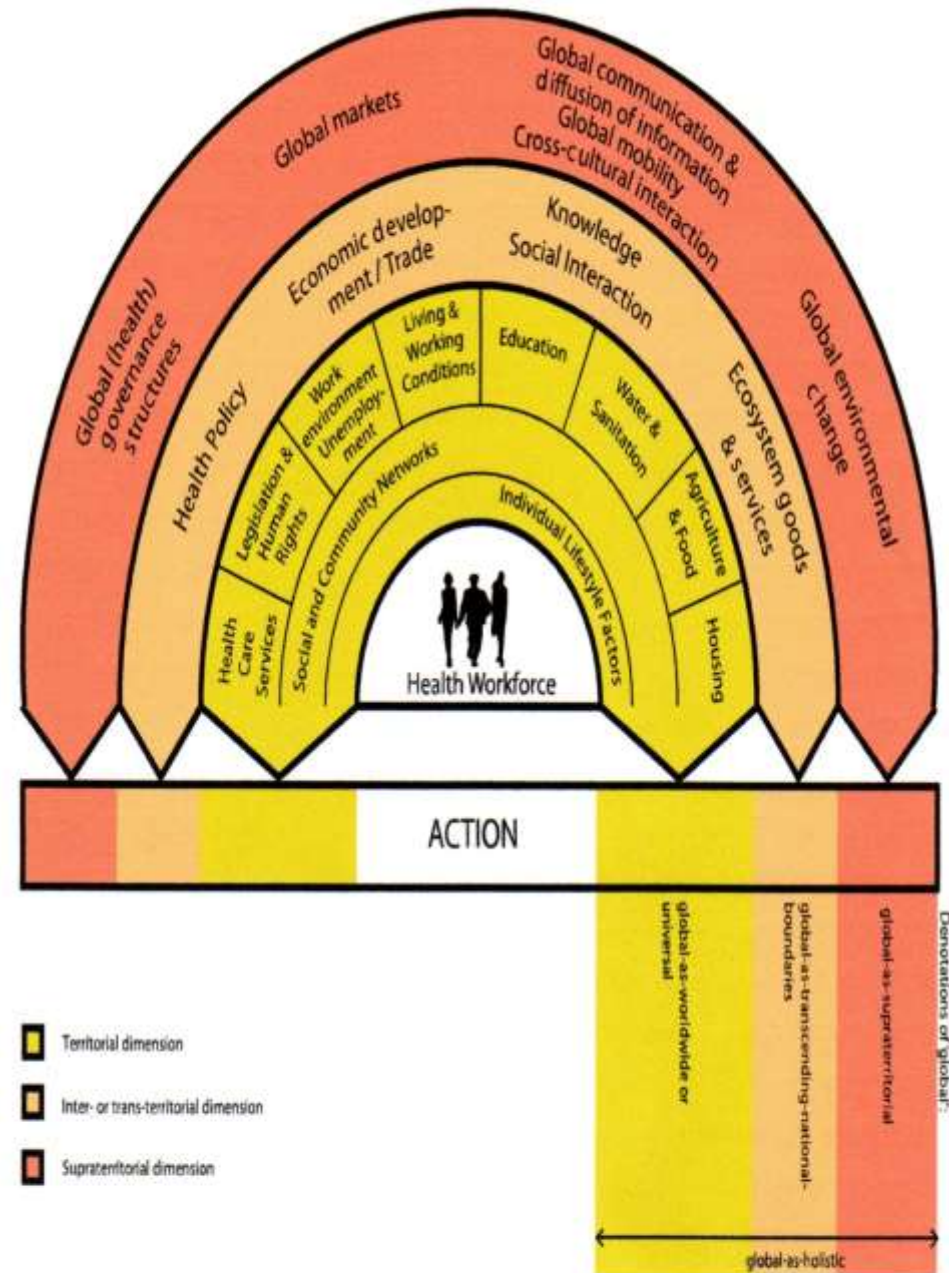 Global (health)
governance
structures
Global markets
Global communication &
diffusion of information
Global mobility
Cross-cultural interaction
Global environmental
change
Health Policy
Economic develop-
ment / Trade
Knowledge
Social Interaction
Ecosystem goods
& services
Health
Care
Services
Legislation &
Human
Rights
Work
environment
Unemploy-
ment
Living &
Working
Conditions
Education
Water &
Sanitation
Agriculture
& Food
Housing
Social and Community Networks
Individual Lifestyle Factors
Health Workforce
ACTION
global-as-worldwide or
universal
global-as-transcending-national-
boundaries
global-as-supraterritorial
Denotations of 'global':
Territorial dimension
Inter- or trans-territorial dimension
Supraterritorial dimension
global-as-holistic